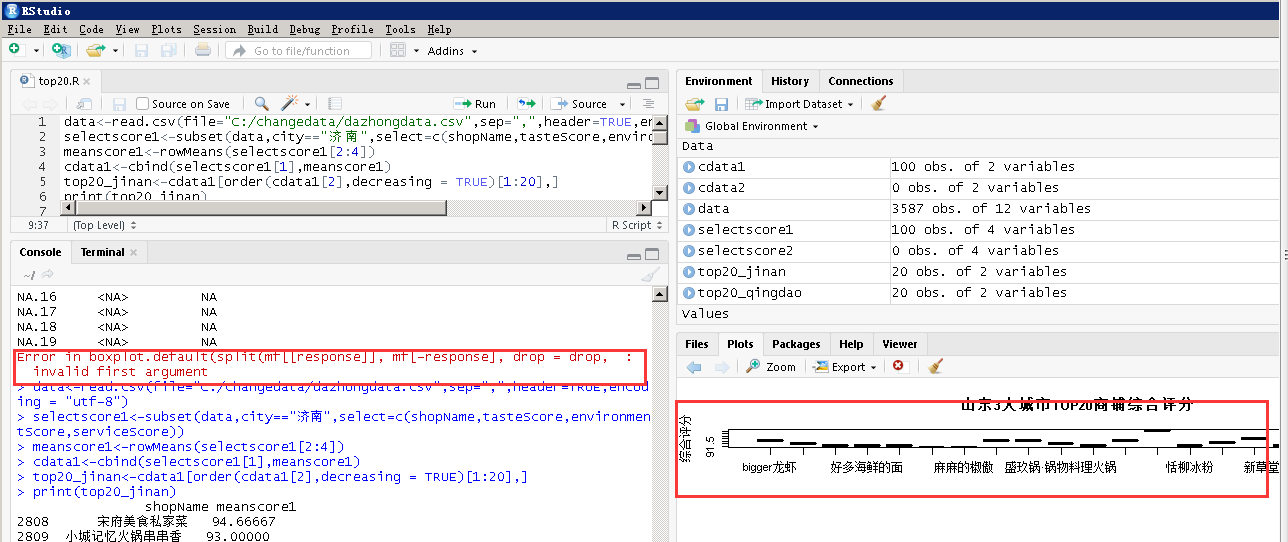 RStudio
File Edit Code View Plots Session Build Debug Profile Tools Help
Go to file/function
Addins
top20.R
Source on Save
Run
Source
1 data<-read.csv(file="C:/changedata/dazhongdata.csv",sep=",",header=TRUE,en
2 selectscore1<-subset(data,city=="济南",select=c(shopName,tasteScore,enviro
3 meanscore1<-rowMeans(selectscore1[2:4])
4 cdata1<-cbind(selectscore1[1],meanscore1)
5 top20_jinan<-cdata1[order(cdata1[2],decreasing = TRUE)[1:20],]
6 print(top20_jinan)
7
9:37 (Top Level) R Script
Console Terminal
~/
NA.16 <NA> NA
NA.17 <NA> NA
NA.18 <NA> NA
NA.19 <NA> NA
Error in boxplot.default(split(mf[[response]], mf[-response], drop = drop, :
invalid first argument
> data<-read.csv(file="C:/changedata/dazhongdata.csv",sep=",",header=TRUE,encod
ing = "utf-8")
> selectscore1<-subset(data,city=="济南",select=c(shopName,tasteScore,environmen
tScore,serviceScore))
> meanscore1<-rowMeans(selectscore1[2:4])
> cdata1<-cbind(selectscore1[1],meanscore1)
> top20_jinan<-cdata1[order(cdata1[2],decreasing = TRUE)[1:20],]
> print(top20_jinan)
shopName meanscore1
2808 宋府美食私家菜 94.66667
2809 小城记忆火锅串串香 93.00000
Environment History Connections
Import Dataset
Global Environment
Data
cdata1 100 obs. of 2 variables
cdata2 0 obs. of 2 variables
data 3587 obs. of 12 variables
selectscore1 100 obs. of 4 variables
selectscore2 0 obs. of 4 variables
top20_jinan 20 obs. of 2 variables
top20_qingdao 20 obs. of 2 variables
Values
Files Plots Packages Help Viewer
Zoom Export
山东3大城市TOP20商铺综合评分
综合评分
91.5
bigger龙虾 好多海鲜的面 麻麻的椒傲 盛玖锅·锅物料理火锅 恬柳冰粉 新草堂